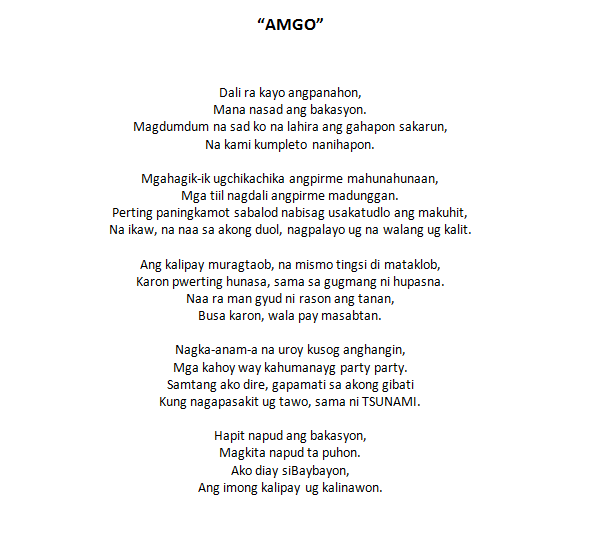 “AMGO”
Dali ra kayo angpanahon,
Mana nasad ang bakasyon.
Magdumdum na sad ko na lahira ang gahapon sakarun,
Na kami kumpleto nanihapon.
Mgahagik-ik ugchikachika angpirme mahunahunaan,
Mga tiil nagdali angpirme madunggan.
Perting paningkamot sabalod nabisag usakatudlo ang makuhit,
Na ikaw, na naa sa akong duol, nagpalayo ug na walang ug kalit.
Ang kalipay muragtaob, na mismo tingsi di mataklob,
Karon pwerting hunasa, sama sa gugmang ni hupasna.
Naa ra man gyud ni rason ang tanan,
Busa karon, wala pay masabtan.
Nagka-anam-a na uroy kusog anghangin,
Mga kahoy way kahumanayg party party.
Samtang ako dire, gapamati sa akong gibati
Kung nagapasakit ug tawo, sama ni TSUNAMI.
Hapit napud ang bakasyon,
Magkita napud ta puhon.
Ako diay siBaybayon,
Ang imong kalipay ug kalinawon.